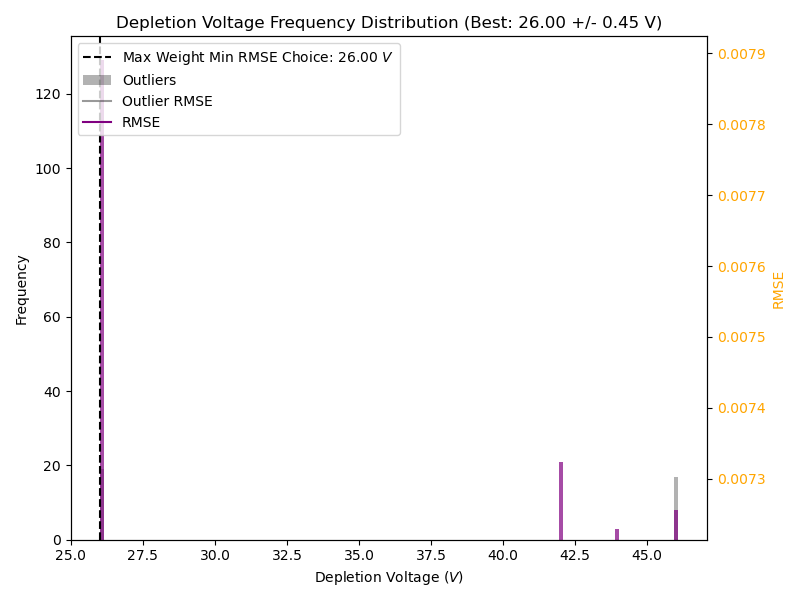 Depletion Voltage Frequency Distribution (Best: 26.00 +/- 0.45 V)
Max Weight Min RMSE Choice: 26.00 V
Outliers
Outlier RMSE
RMSE
Frequency
0
20
40
60
80
100
120
25.0
27.5
30.0
32.5
35.0
37.5
40.0
42.5
45.0
Depletion Voltage (V)
0.0079
0.0078
0.0077
0.0076
0.0075
0.0074
0.0073
RMSE